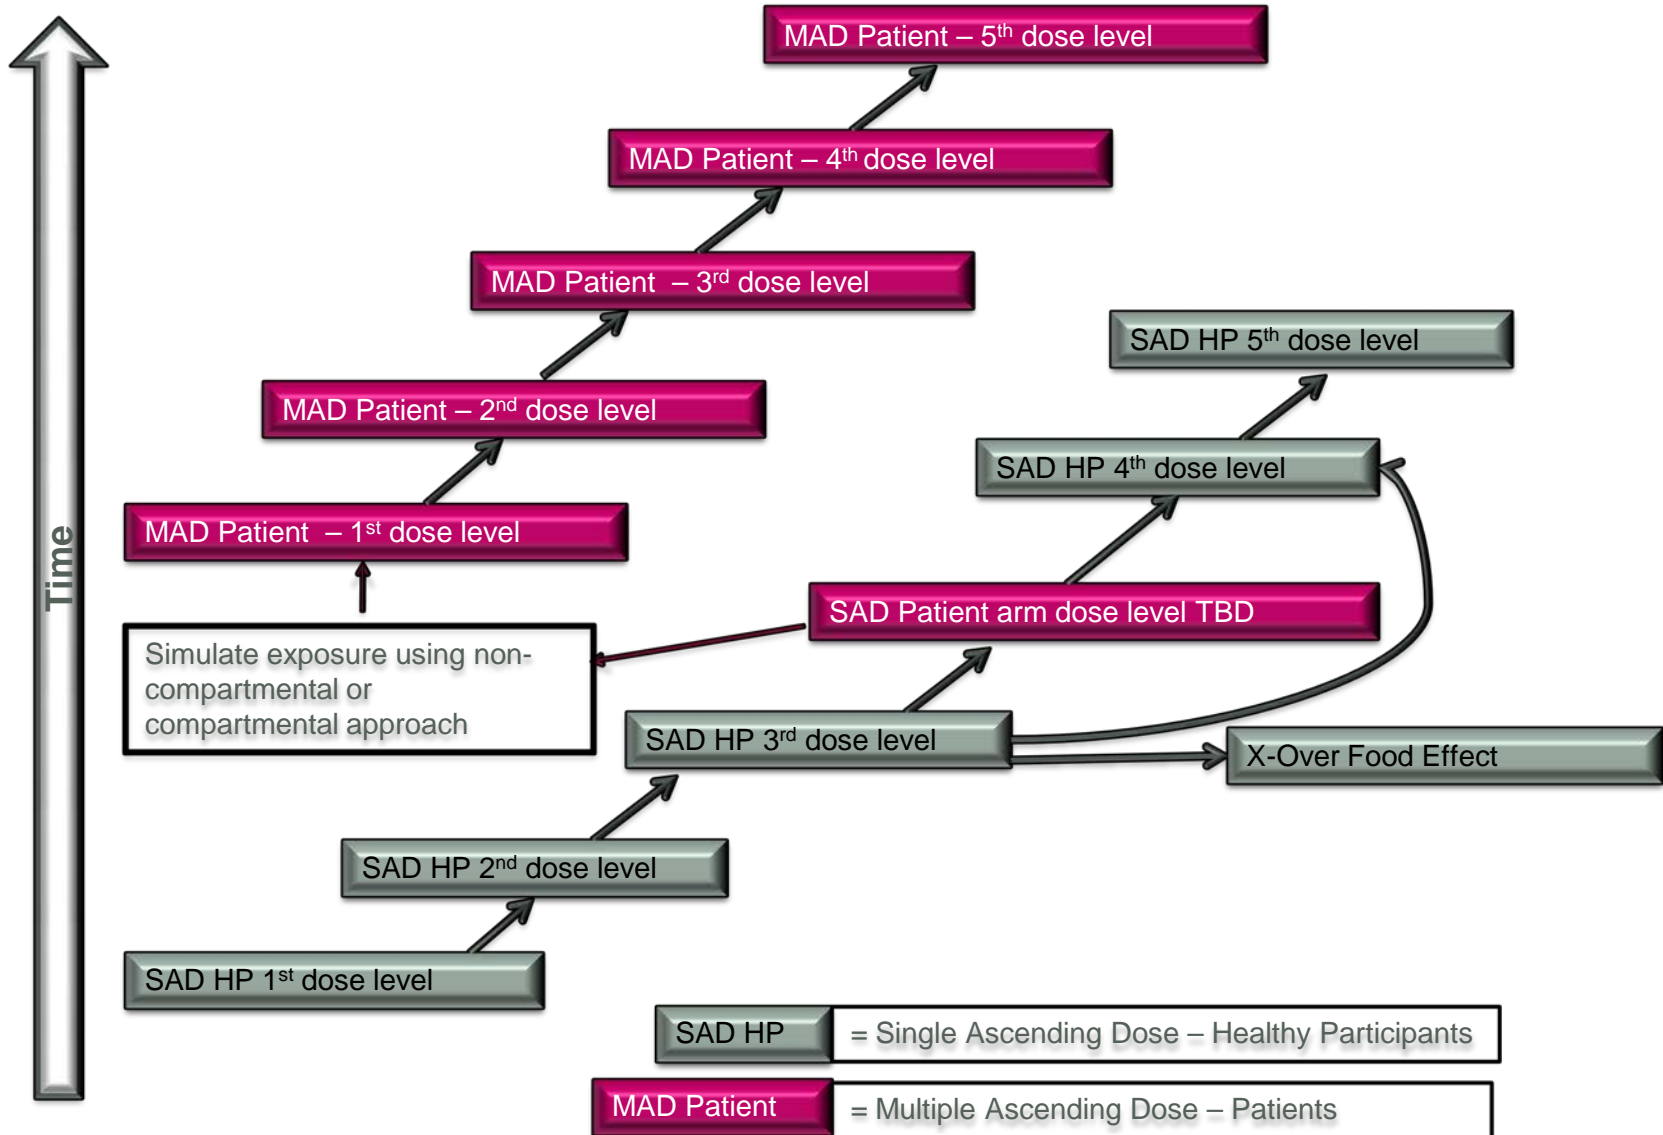 MAD Patient – 5th dose level
MAD Patient – 4th dose level
MAD Patient – 3rd dose level
SAD HP 5th dose level
MAD Patient – 2nd dose level
SAD HP 4th dose level
MAD Patient – 1st dose level
Time
SAD Patient arm dose level TBD
Simulate exposure using non-
compartmental or
compartmental approach
SAD HP 3rd dose level
X-Over Food Effect
SAD HP 2nd dose level
SAD HP 1st dose level
SAD HP = Single Ascending Dose – Healthy Participants
MAD Patient = Multiple Ascending Dose – Patients